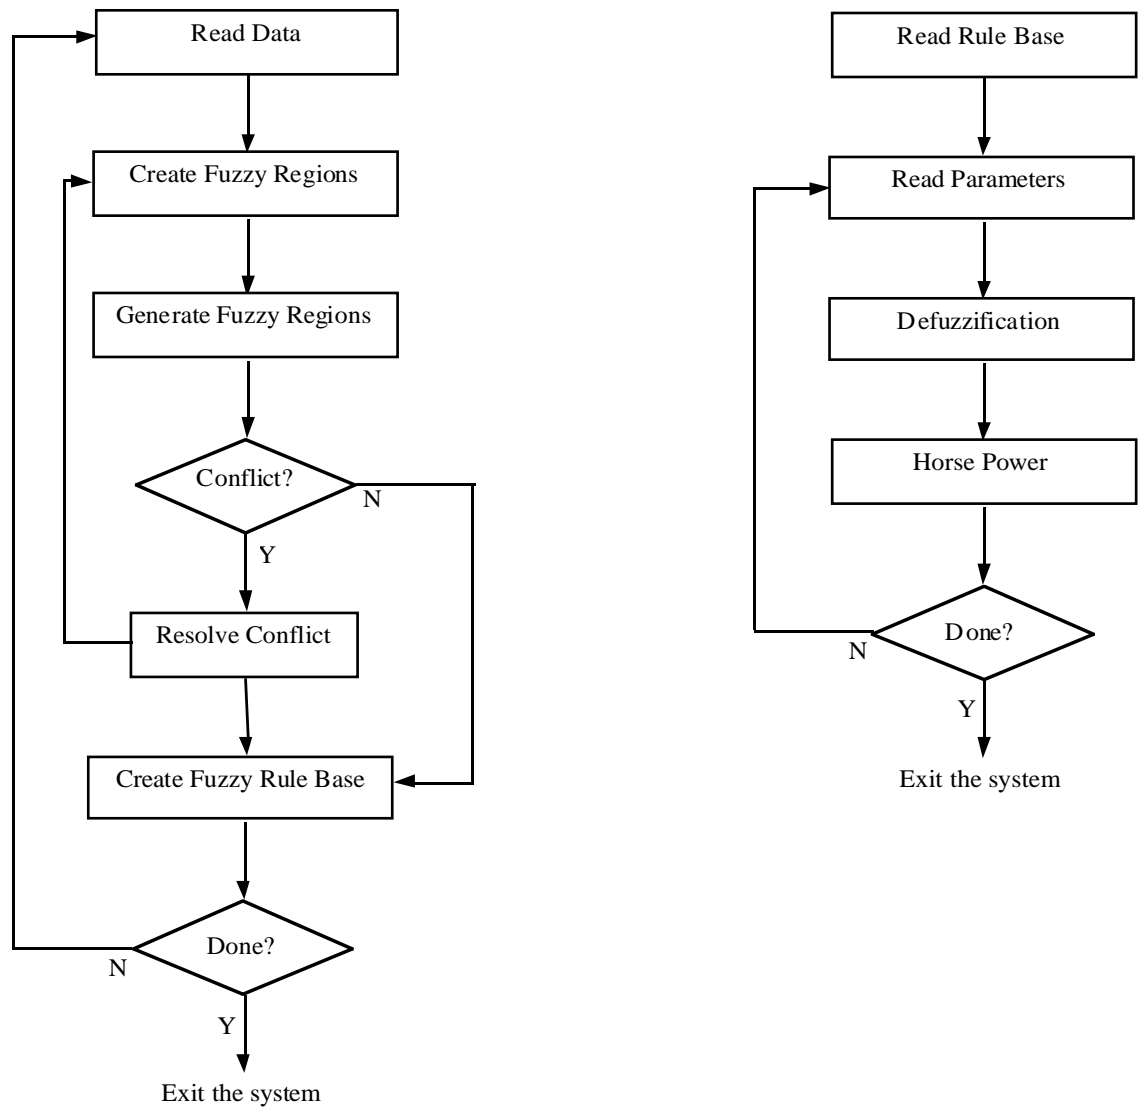 Read Data
Create Fuzzy Regions
Generate Fuzzy Regions
Conflict?
N
Y
Resolve Conflict
Create Fuzzy Rule Base
Done?
N
Y
Exit the system
Read Rule Base
Read Parameters
Defuzzification
Horse Power
Done?
N
Y
Exit the system